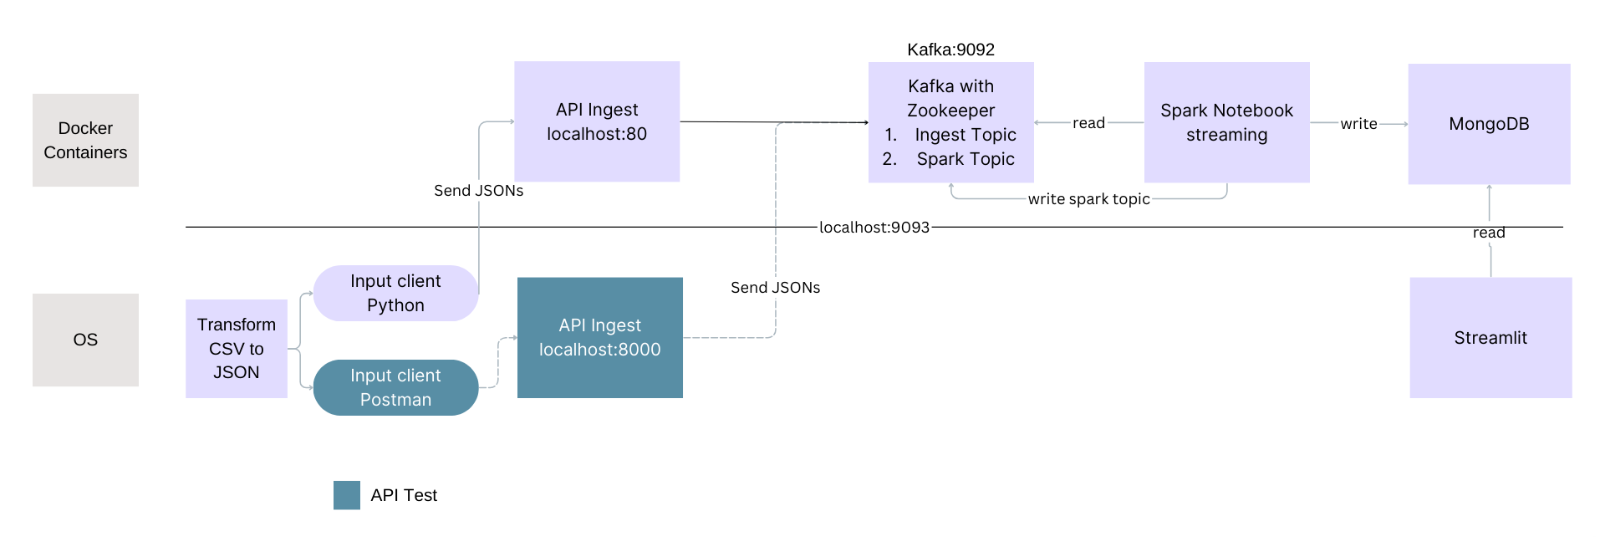 Kafka:9092
Docker
Containers
API Ingest
localhost:80
Kafka with
Zookeeper
1. Ingest Topic
2. Spark Topic
read
Spark Notebook
streaming
write
MongoDB
Send JSONs
write spark topic
localhost:9093
read
OS
Transform
CSV to
JSON
Input client
Python
Input client
Postman
API Ingest
localhost:8000
Send JSONs
Streamlit
API Test